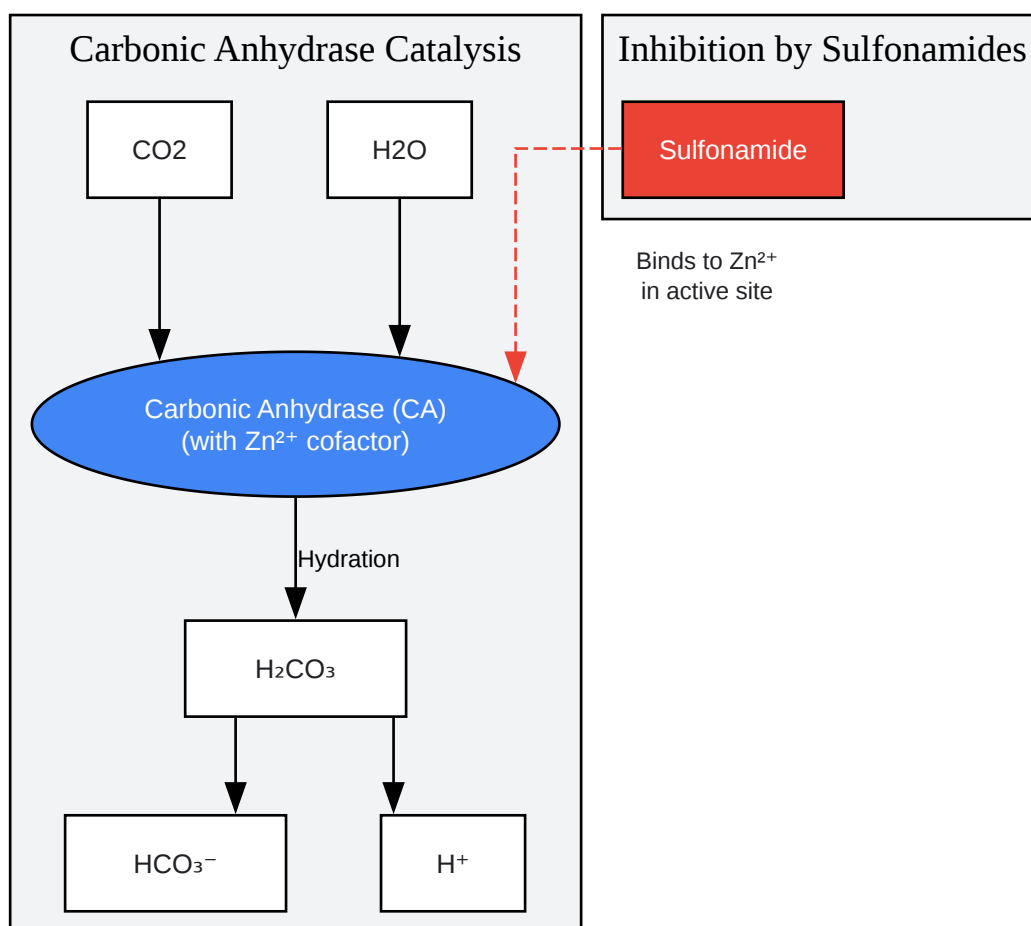 Carbonic Anhydrase Catalysis
Inhibition by Sulfonamides
CO2
H2O
Sulfonamide
Binds to Zn²⁺
in active site
Carbonic Anhydrase (CA)
(with Zn²⁺ cofactor)
Hydration
H₂CO₃
HCO₃⁻
H⁺